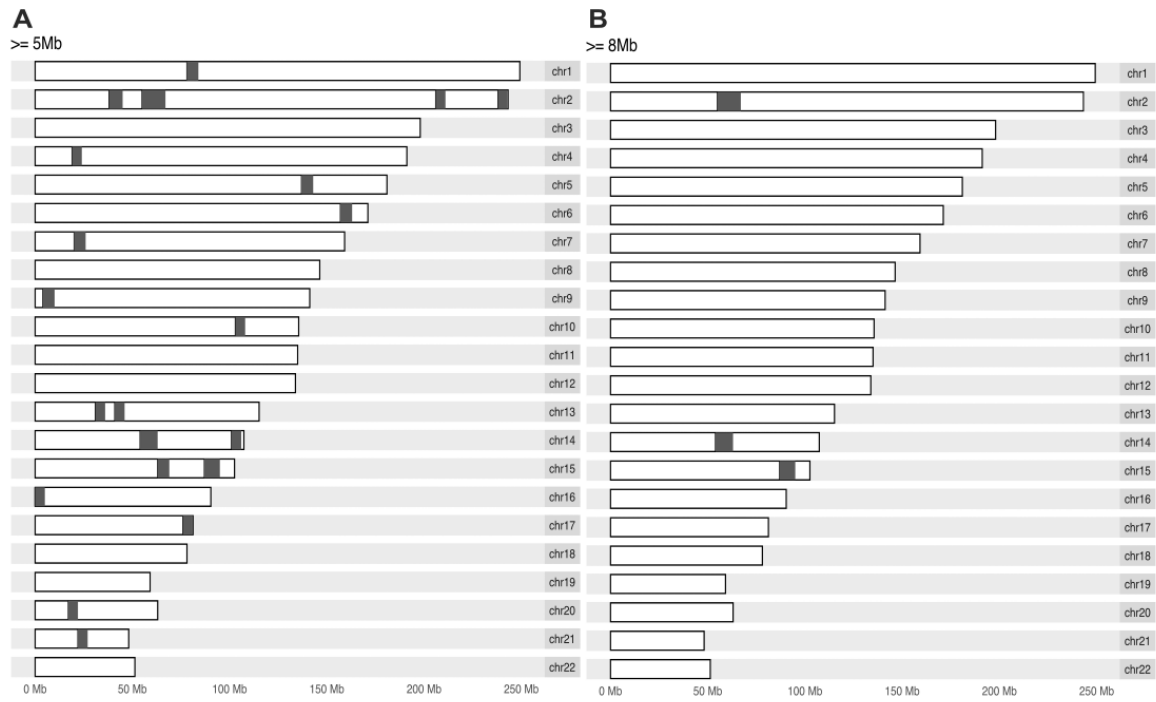 A
>= 5Mb
chr1
chr2
chr3
chr4
chr5
chr6
chr7
chr8
chr9
chr10
chr11
chr12
chr13
chr14
chr15
chr16
chr17
chr18
chr19
chr20
chr21
chr22
0 Mb 50 Mb 100 Mb 150 Mb 200 Mb 250 Mb
B
>= 8Mb
chr1
chr2
chr3
chr4
chr5
chr6
chr7
chr8
chr9
chr10
chr11
chr12
chr13
chr14
chr15
chr16
chr17
chr18
chr19
chr20
chr21
chr22
0 Mb 50 Mb 100 Mb 150 Mb 200 Mb 250 Mb